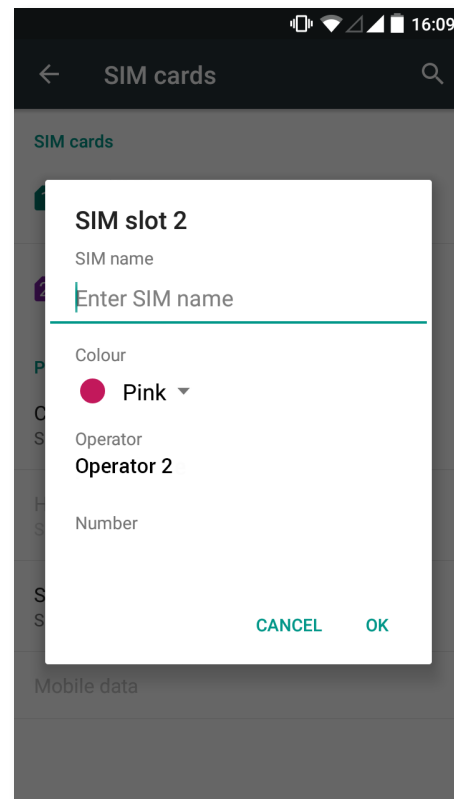 16:09
SIM cards
SIM cards
SIM slot 2
SIM name
Enter SIM name
Colour
Pink
Operator
Operator 2
Number
CANCEL OK
Mobile data